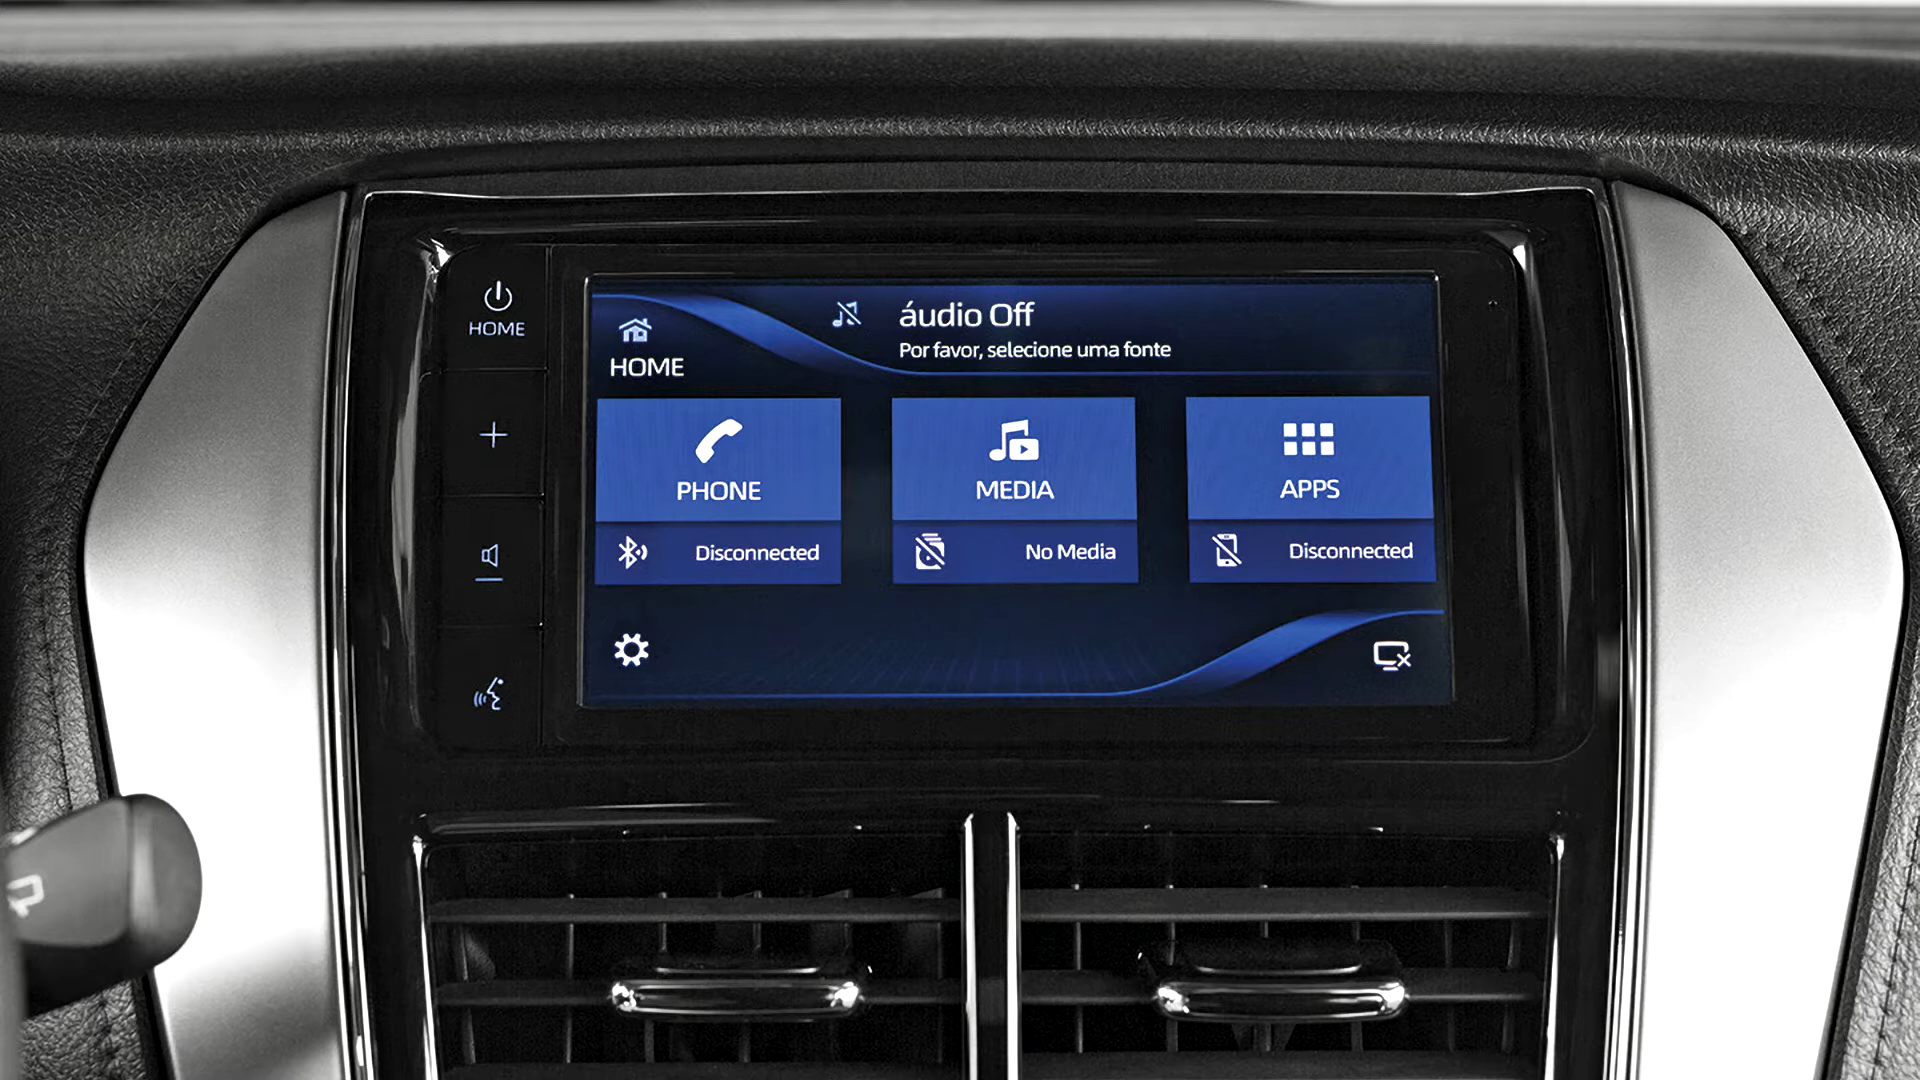 HOME
áudio Off
Por favor, selecione uma fonte
HOME
PHONE
MEDIA
APPS
Disconnected
No Media
Disconnected